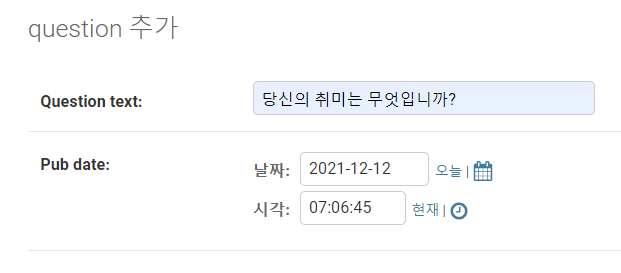 question 추가
Question text: 당신의 취미는 무엇입니까?
Pub date: 날짜: 2021-12-12 오늘 |
시각: 07:06:45 현재 |